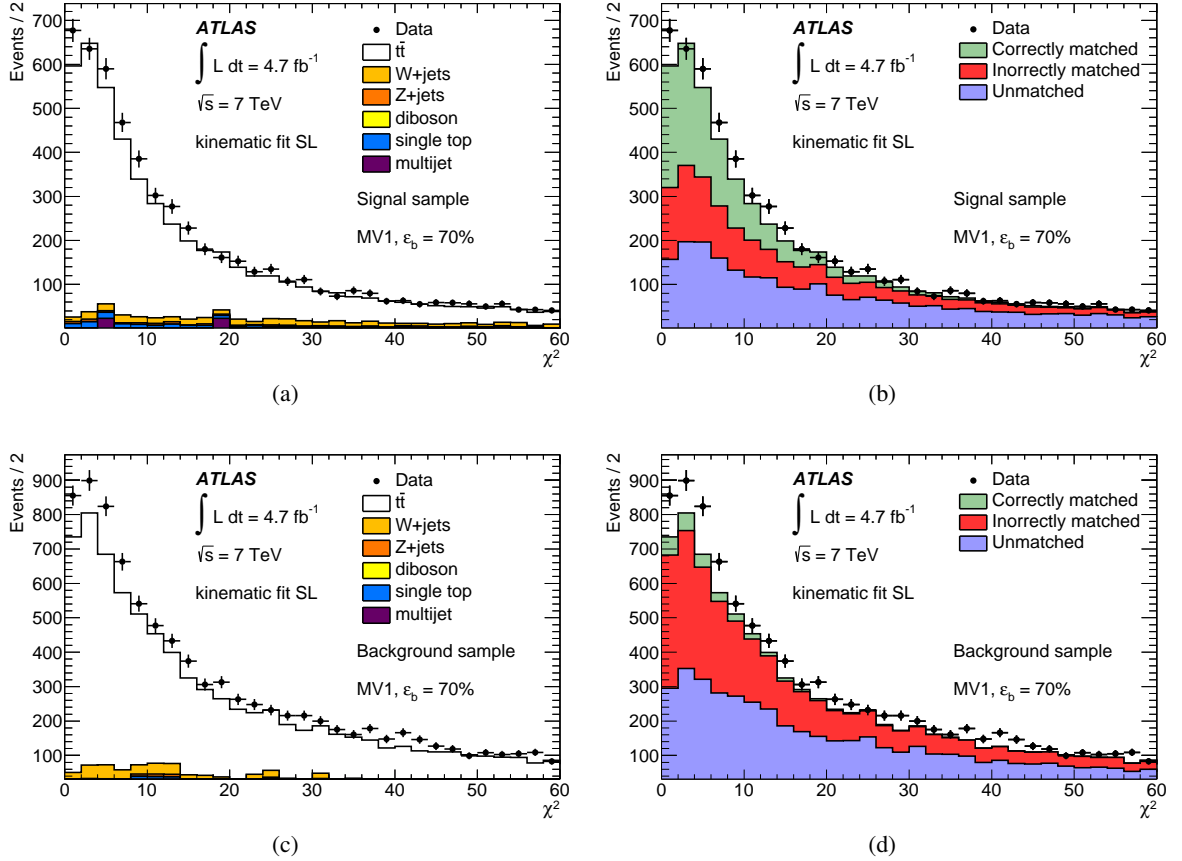 Events / 2
700
600
500
400
300
200
100
ATLAS
∫ L dt = 4.7 fb⁻¹
√s = 7 TeV
kinematic fit SL
Data
tt̄
W+jets
Z+jets
diboson
single top
multijet
Signal sample
MV1, ε_b = 70%
0 10 20 30 40 50 60
χ²
(a)
Events / 2
700
600
500
400
300
200
100
ATLAS
∫ L dt = 4.7 fb⁻¹
√s = 7 TeV
kinematic fit SL
Data
Correctly matched
Inorrectly matched
Unmatched
Signal sample
MV1, ε_b = 70%
0 10 20 30 40 50 60
χ²
(b)
Events / 2
900
800
700
600
500
400
300
200
100
ATLAS
∫ L dt = 4.7 fb⁻¹
√s = 7 TeV
kinematic fit SL
Data
tt̄
W+jets
Z+jets
diboson
single top
multijet
Background sample
MV1, ε_b = 70%
0 10 20 30 40 50 60
χ²
(c)
Events / 2
900
800
700
600
500
400
300
200
100
ATLAS
∫ L dt = 4.7 fb⁻¹
√s = 7 TeV
kinematic fit SL
Data
Correctly matched
Inorrectly matched
Unmatched
Background sample
MV1, ε_b = 70%
0 10 20 30 40 50 60
χ²
(d)